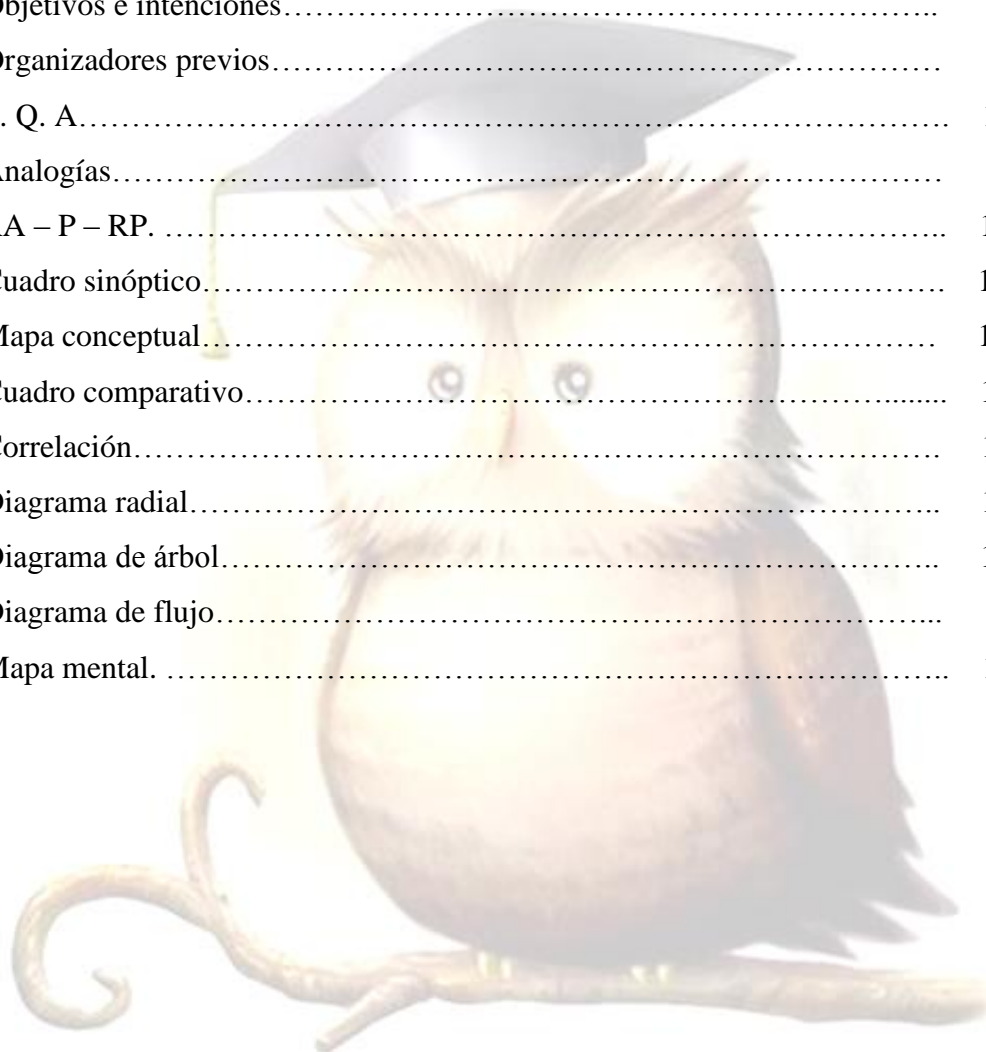 Objetivos e intenciones…………………………………………………………………..
Organizadores previos……………………………………………………………………
. Q. A…………………………………………………………………………………….
Analogías…………………………………………………………………………………
RA – P – RP. ……………………………………………………………………………..
Cuadro sinóptico………………………………………………………………………….
Mapa conceptual…………………………………………………………………………
Cuadro comparativo………………………………………………………………........
Correlación……………………………………………………………………………….
Diagrama radial…………………………………………………………………………..
Diagrama de árbol………………………………………………………………………..
Diagrama de flujo………………………………………………………………………...
Mapa mental. ……………………………………………………………………………..